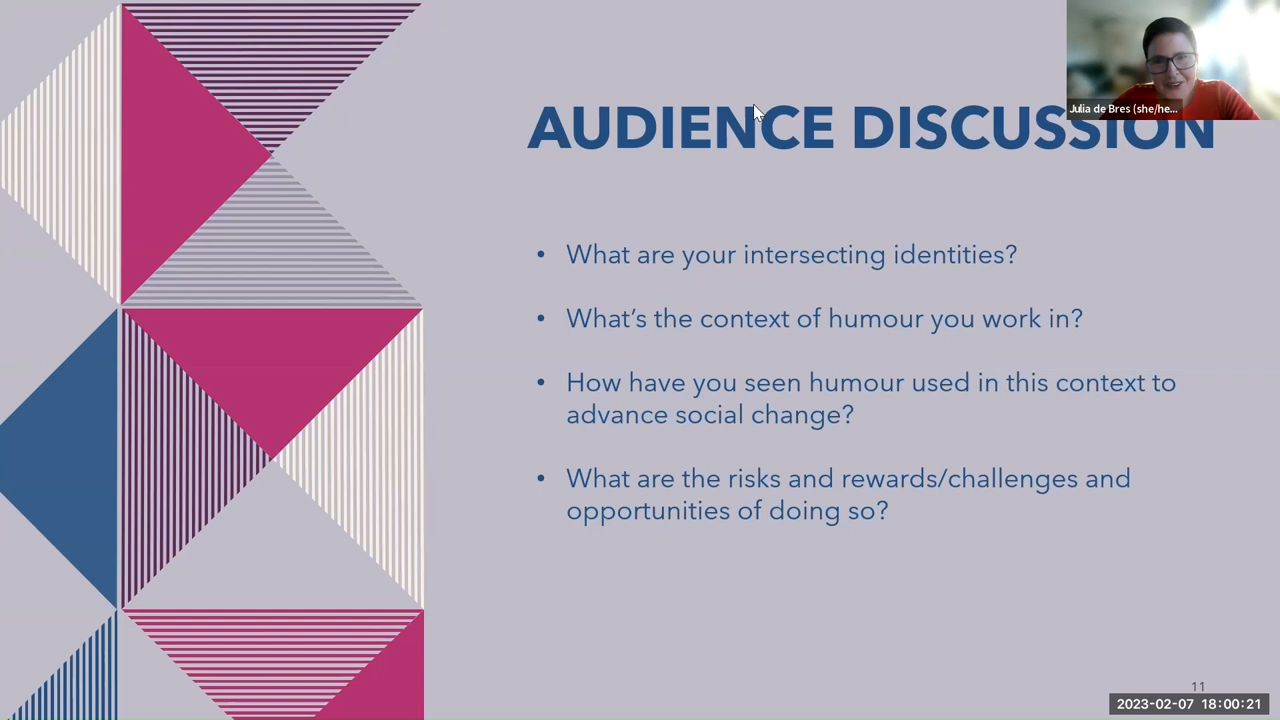 Julia de Bres (she/he...
AUDIENCE DISCUSSION
• What are your intersecting identities?
• What's the context of humour you work in?
• How have you seen humour used in this context to
advance social change?
• What are the risks and rewards/challenges and
opportunities of doing so?
11
2023-02-07 18:00:21